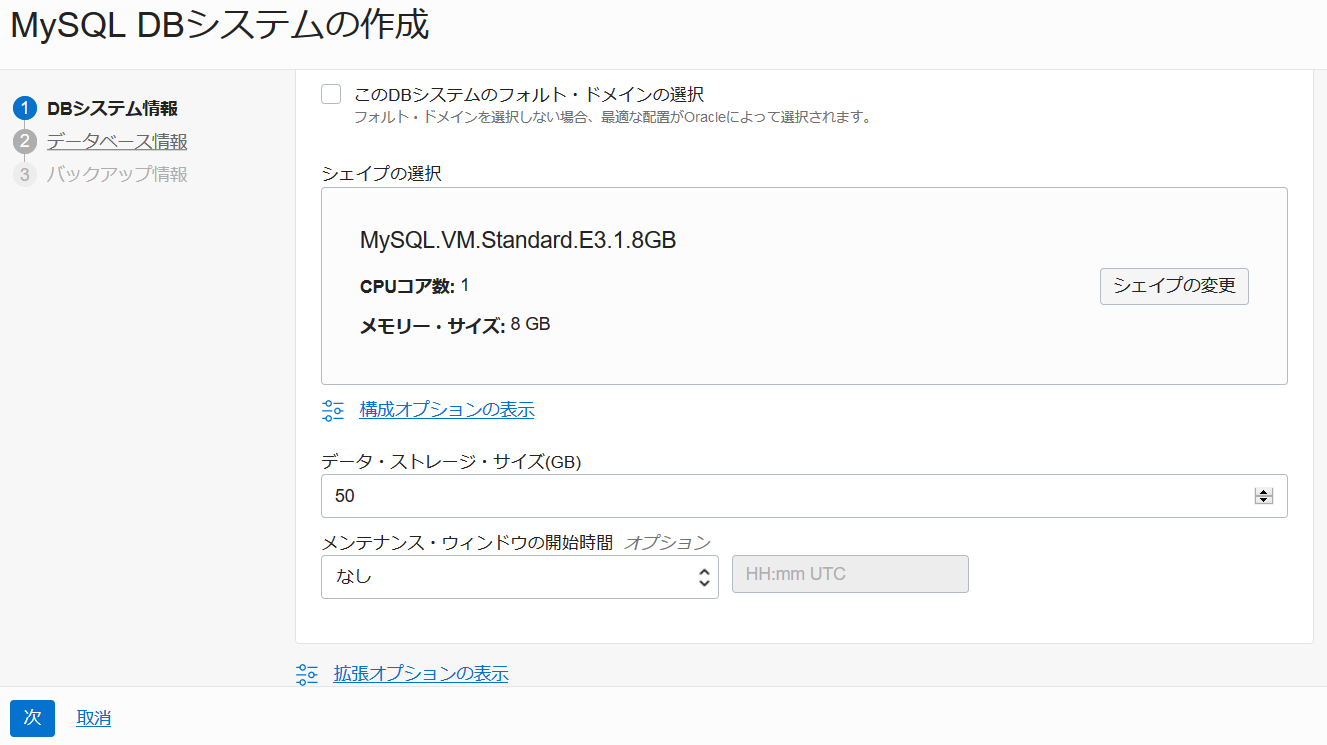 MySQL DBシステムの作成
1 DBシステム情報
2 データベース情報
3 バックアップ情報
このDBシステムのフォルト・ドメインの選択
フォルト・ドメインを選択しない場合、最適な配置がOracleによって選択されます。
シェイプの選択
MySQL.VM.Standard.E3.1.8GB
CPUコア数: 1
メモリー・サイズ: 8 GB
シェイプの変更
構成オプションの表示
データ・ストレージ・サイズ(GB)
50
メンテナンス・ウィンドウの開始時間 オプション
なし HH:mm UTC
拡張オプションの表示
次 取消